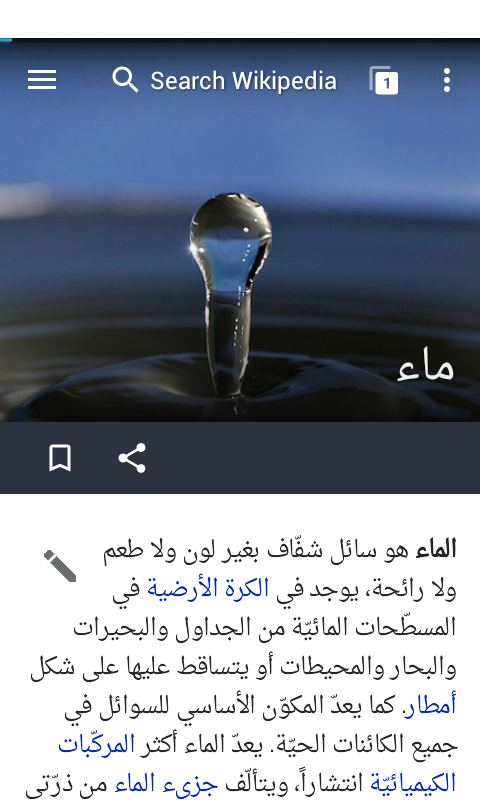 Search Wikipedia
1
ماء
الماء هو سائل شفّاف بغير لون ولا طعم
ولا رائحة، يوجد في الكرة الأرضية في
المسطّحات المائيّة من الجداول والبحيرات
والبحار والمحيطات أو يتساقط عليها على شكل
أمطار. كما يعدّ المكوّن الأساسي للسوائل في
جميع الكائنات الحيّة. يعدّ الماء أكثر المركّبات
الكيميائيّة انتشاراً، ويتألّف جزيء الماء من ذرّتي